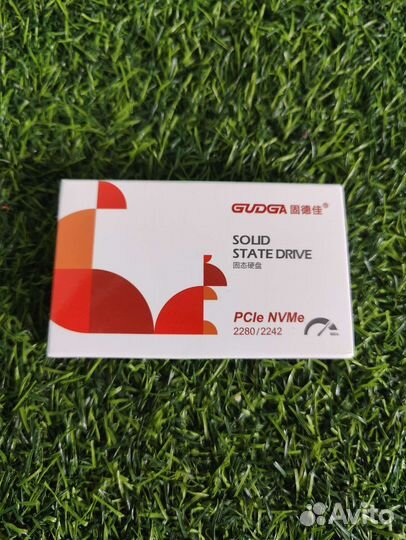 GUDGA 固德佳®
SOLID
STATE DRIVE
固态硬盘
PCIe NVMe
2280/2242
Avito